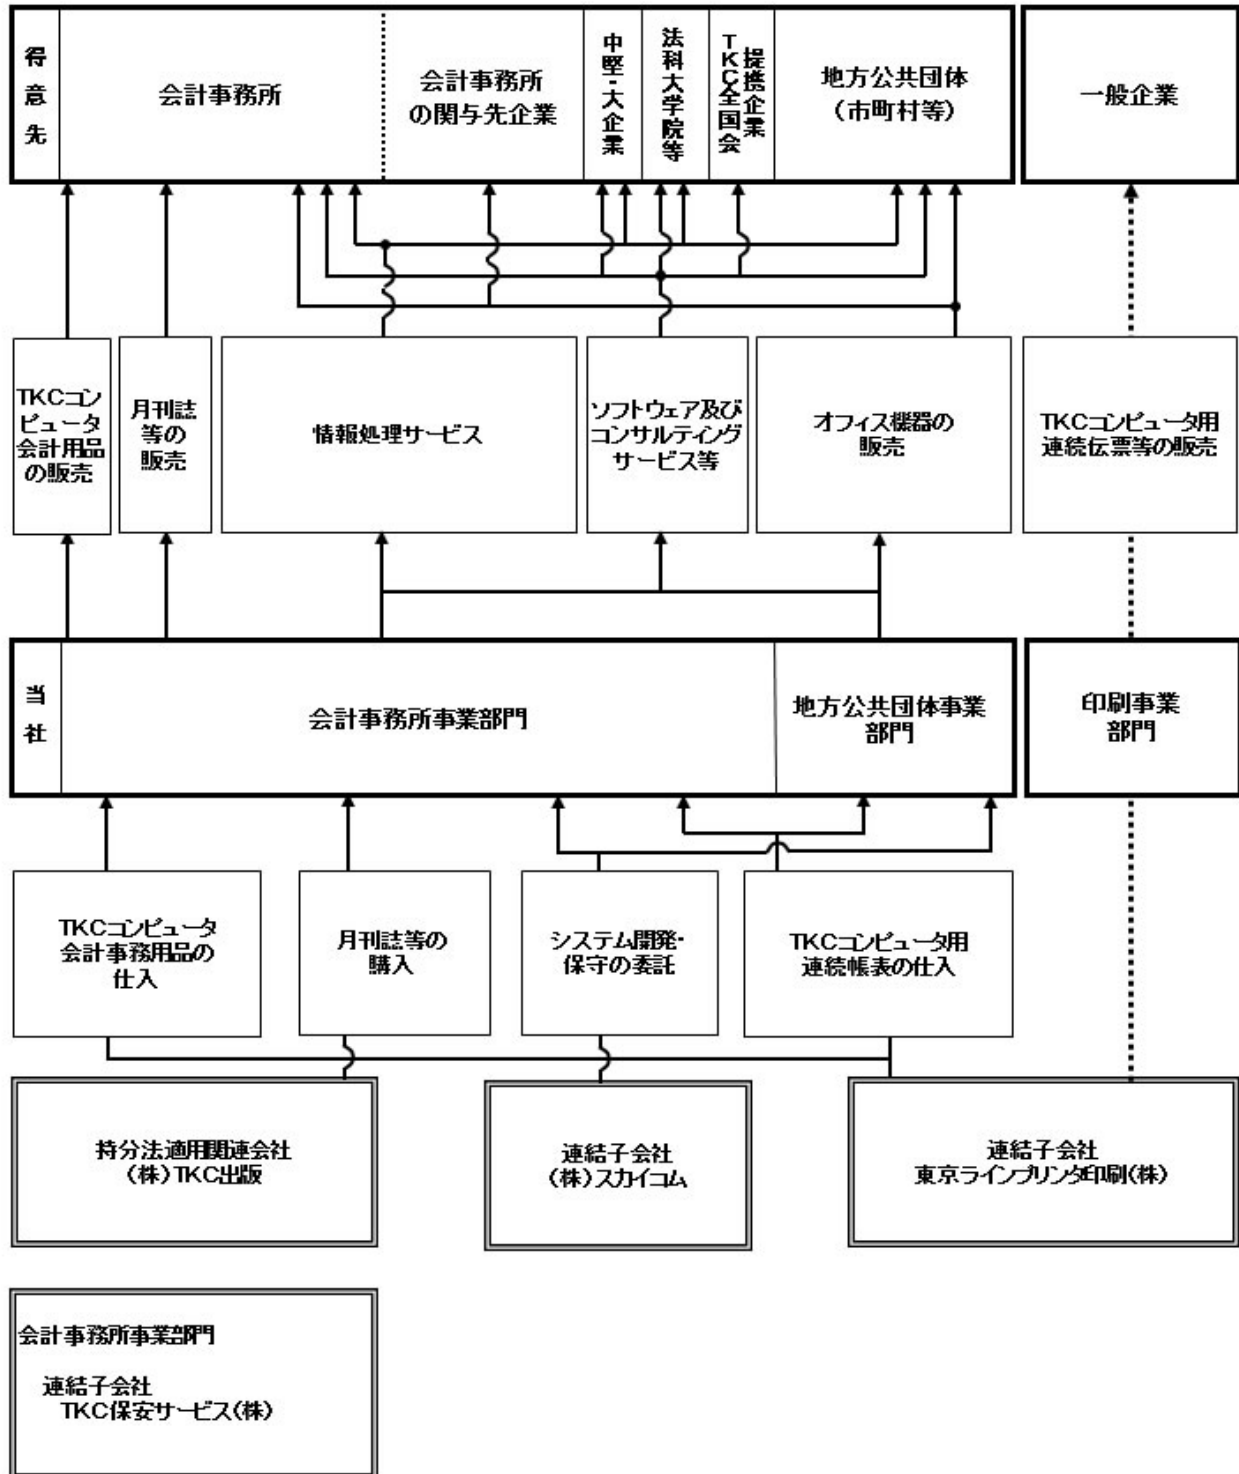 得意先
会計事務所
会計事務所
の関与先企業
中堅・大企業
法科大学院等
提携企業
TKC全国会
地方公共団体
（市町村等）
一般企業
TKCコン
ピュータ
会計用品
の販売
月刊誌
等の
販売
情報処理サービス
ソフトウェア及び
コンサルティング
サービス等
オフィス機器の
販売
TKCコンピュータ用
連続伝票等の販売
当社
会計事務所事業部門
地方公共団体事業
部門
印刷事業
部門
TKCコンピュータ
会計事務用品の
仕入
月刊誌等の
購入
システム開発・
保守の委託
TKCコンピュータ用
連続帳表の仕入
持分法適用関連会社
(株)TKC出版
連結子会社
(株)スカイコム
連結子会社
東京ラインプリンタ印刷(株)
会計事務所事業部門
連結子会社
TKC保安サービス(株)